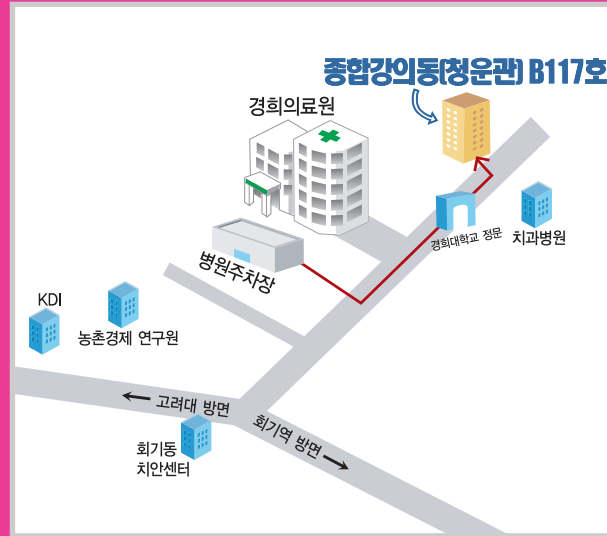 종합강의동(청운관) B117호
경희의료원
경희대학교 정문
치과병원
병원주차장
KDI
농촌경제 연구원
← 고려대 방면
회기역 방면 →
회기동
치안센터